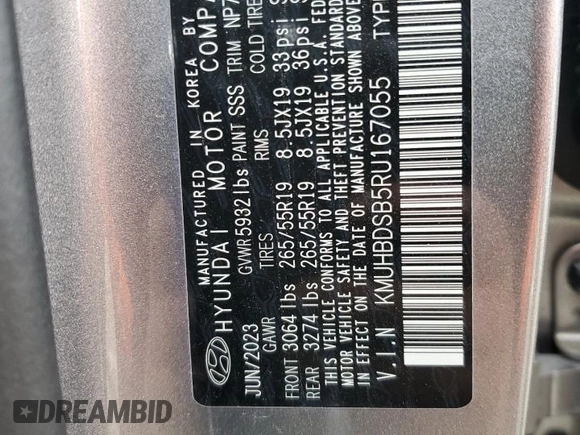 MANUFACTURED IN KOREA BY
HYUNDAI MOTOR COMPA
JUN/2023 GVWR 5932 lbs PAINT SSS TRIM NP7
GAWR TIRES RIMS COLD TIRE
FRONT 3064 lbs 265/55R19 8.5JX19 33psi
REAR 3274 lbs 265/55R19 8.5JX19 36psi
THIS VEHICLE CONFORMS TO ALL APPLICABLE U.S.A. FED
MOTOR VEHICLE SAFETY AND THEFT PREVENTION STANDARD
IN EFFECT ON THE DATE OF MANUFACTURE SHOWN ABOVE
V.I.N KMUHBDSB5RU167055 TYP
DREAMBID